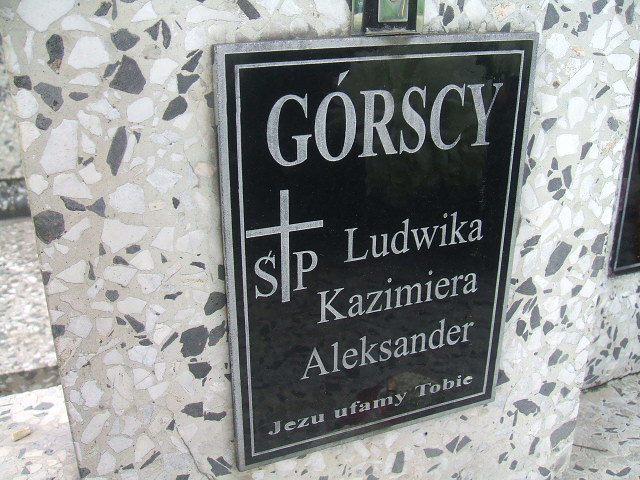 GÓRSCY
Ludwika
ŚP
Kazimiera
Aleksander
Jezu ufamy Tobie